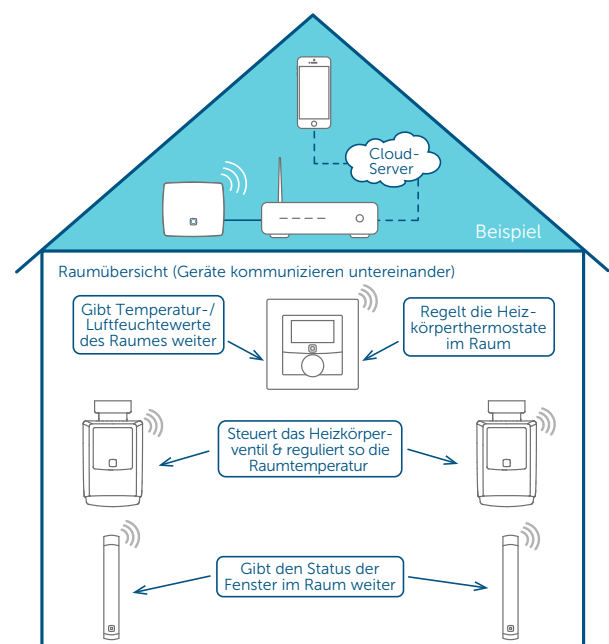 Cloud-
Server
Beispiel
Raumübersicht (Geräte kommunizieren untereinander)
Gibt Temperatur-/
Luftfeuchtewerte
des Raumes weiter
Regelt die Heiz-
körperthermostate
im Raum
Steuert das Heizkörper-
ventil & reguliert so die
Raumtemperatur
Gibt den Status der
Fenster im Raum weiter